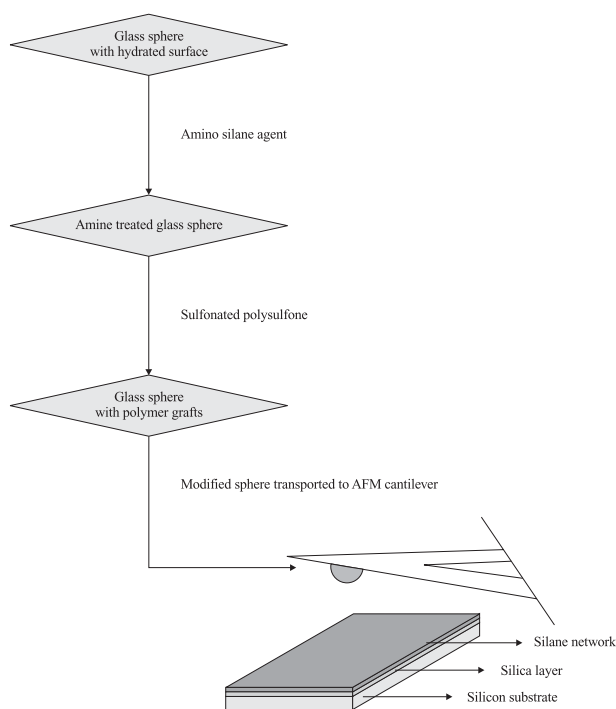 Glass sphere
with hydrated surface
Amino silane agent
Amine treated glass sphere
Sulfonated polysulfone
Glass sphere
with polymer grafts
Modified sphere transported to AFM cantilever
Silane network
Silica layer
Silicon substrate